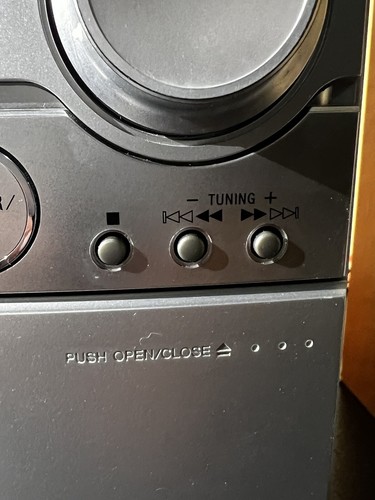 R/
− TUNING +
PUSH OPEN/CLOSE